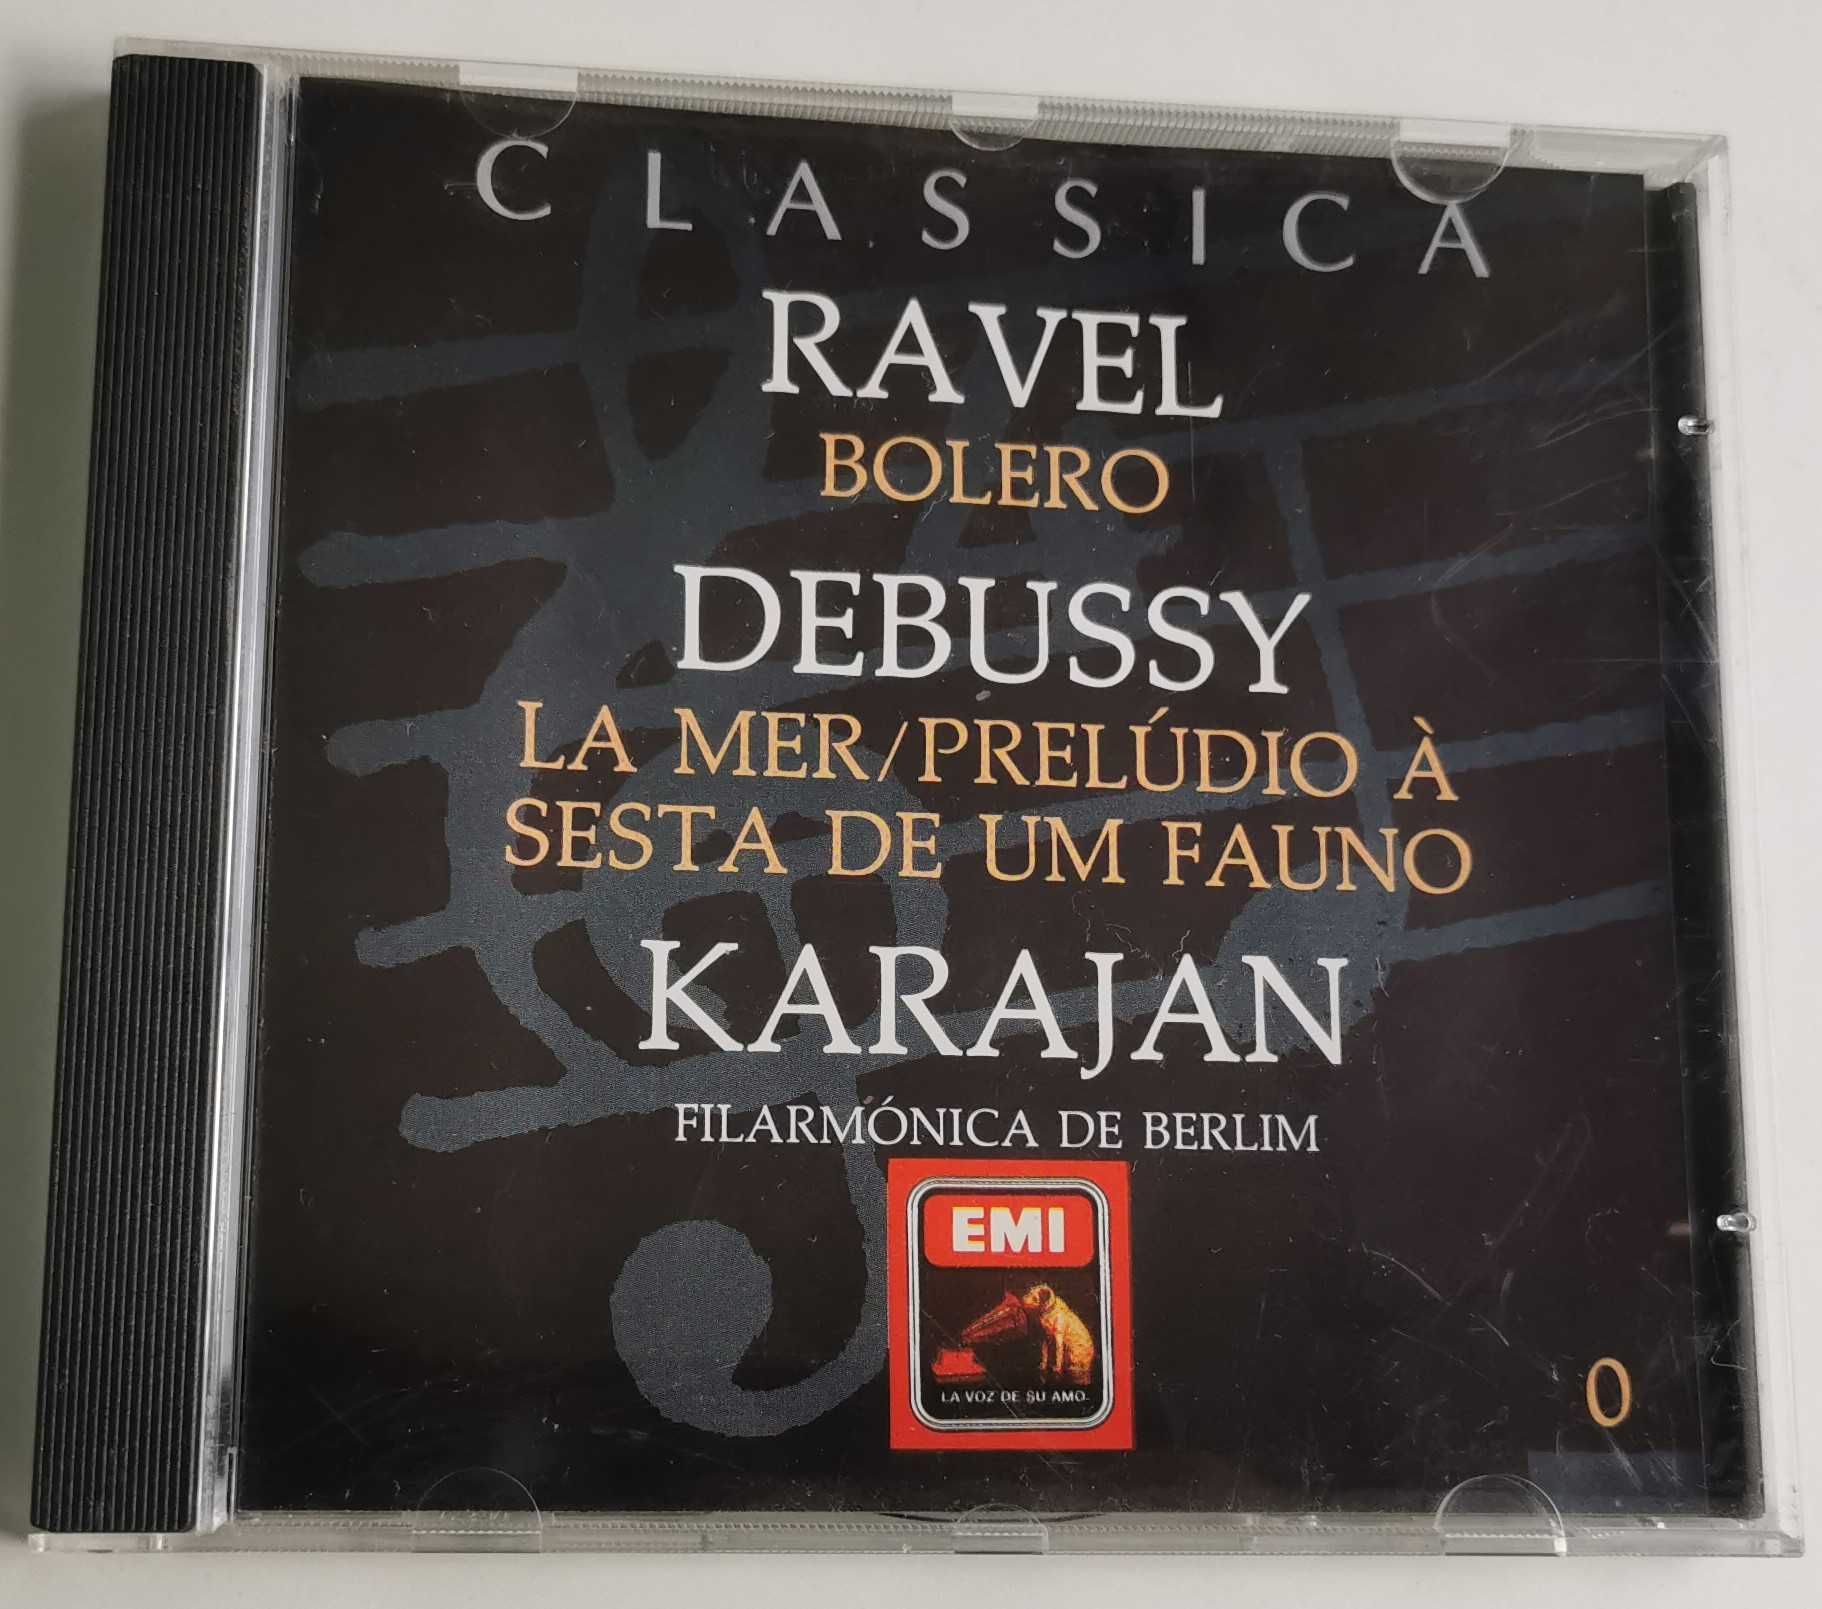 CLASSICA
RAVEL
BOLERO
DEBUSSY
LA MER/PRELÚDIO À
SESTA DE UM FAUNO
KARAJAN
FILARMÓNICA DE BERLIM
EMI
LA VOZ DE SU AMO
0